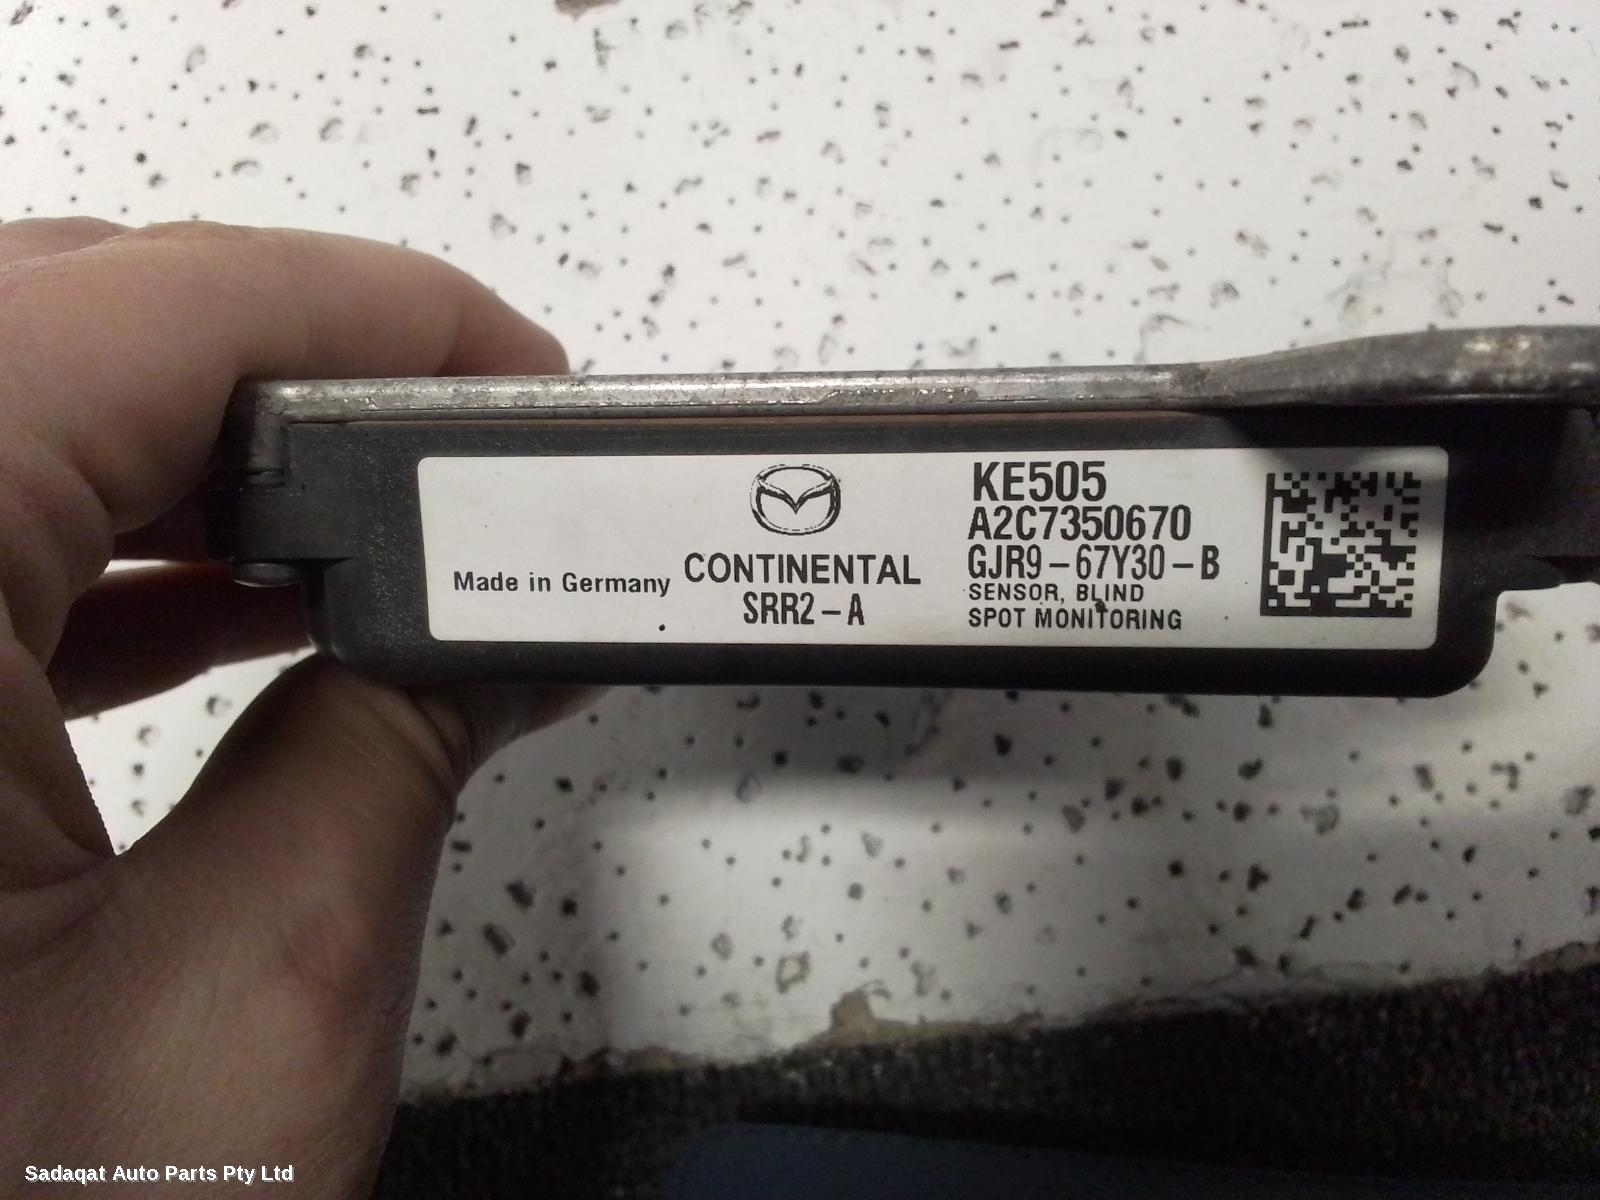 Made in Germany
CONTINENTAL
SRR2-A
KE505
A2C7350670
GJR9-67Y30-B
SENSOR, BLIND
SPOT MONITORING
Sadaqat Auto Parts Pty Ltd